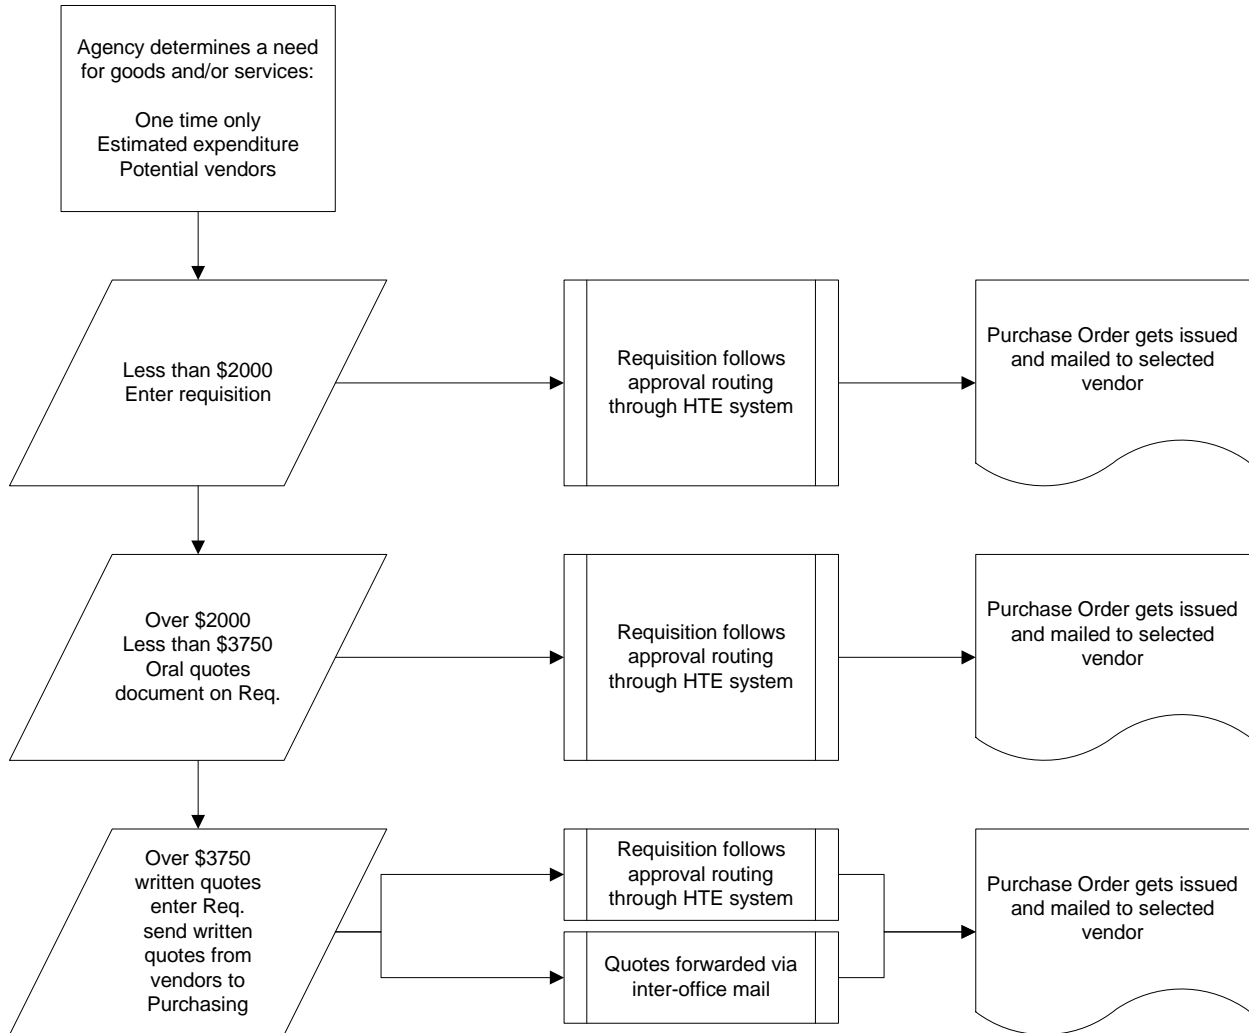 Agency determines a need
for goods and/or services:
One time only
Estimated expenditure
Potential vendors
Less than $2000
Enter requisition
Requisition follows
approval routing
through HTE system
Purchase Order gets issued
and mailed to selected
vendor
Over $2000
Less than $3750
Oral quotes
document on Req.
Requisition follows
approval routing
through HTE system
Purchase Order gets issued
and mailed to selected
vendor
Over $3750
written quotes
enter Req.
send written
quotes from
vendors to
Purchasing
Requisition follows
approval routing
through HTE system
Quotes forwarded via
inter-office mail
Purchase Order gets issued
and mailed to selected
vendor